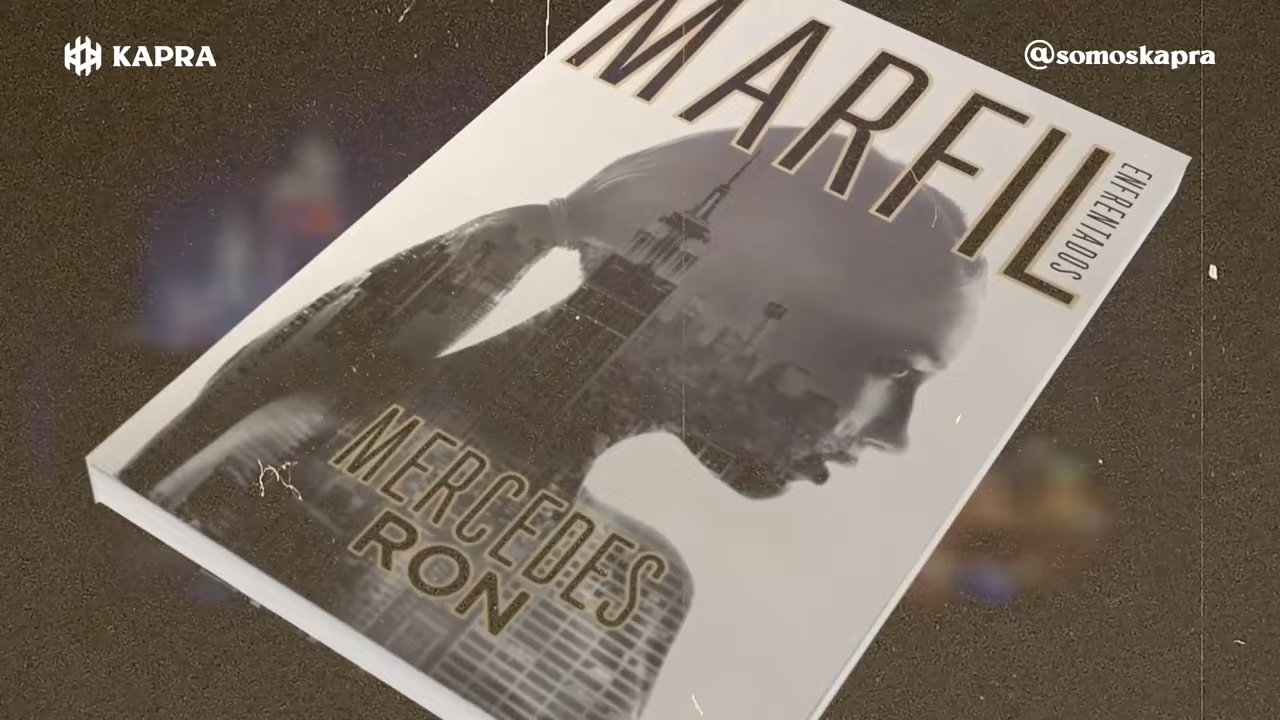 KAPRA
@somoskapra
MARFIL
ENFRENTADOS
MERCEDES
RON